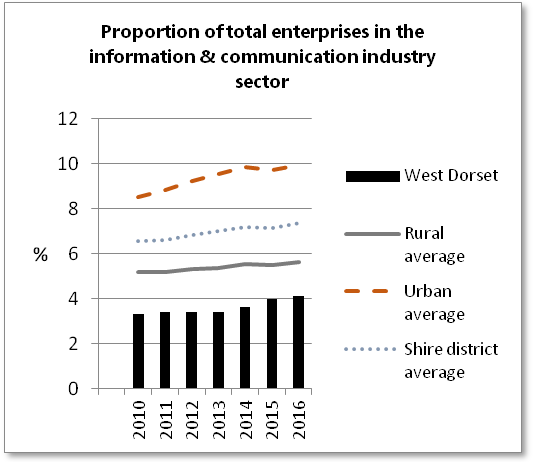 Proportion of total enterprises in the
information & communication industry
sector
12
10
8
6
4
2
0
%
2010
2011
2012
2013
2014
2015
2016
West Dorset
Rural
average
Urban
average
Shire district
average